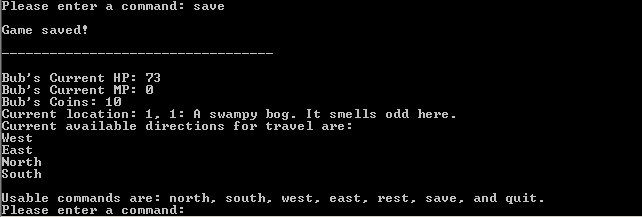 Please enter a command: save
Game saved!
----------------------------------
Bub's Current HP: 73
Bub's Current MP: 0
Bub's Coins: 10
Current location: 1, 1: A swampy bog. It smells odd here.
Current available directions for travel are:
West
East
North
South
Usable commands are: north, south, west, east, rest, save, and quit.
Please enter a command: